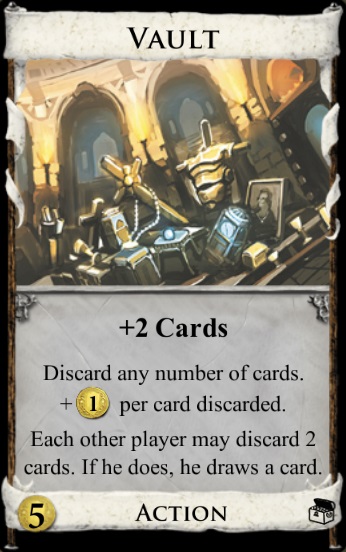 VAULT
+2 Cards
Discard any number of cards.
+ 1 per card discarded.
Each other player may discard 2
cards. If he does, he draws a card.
5 ACTION